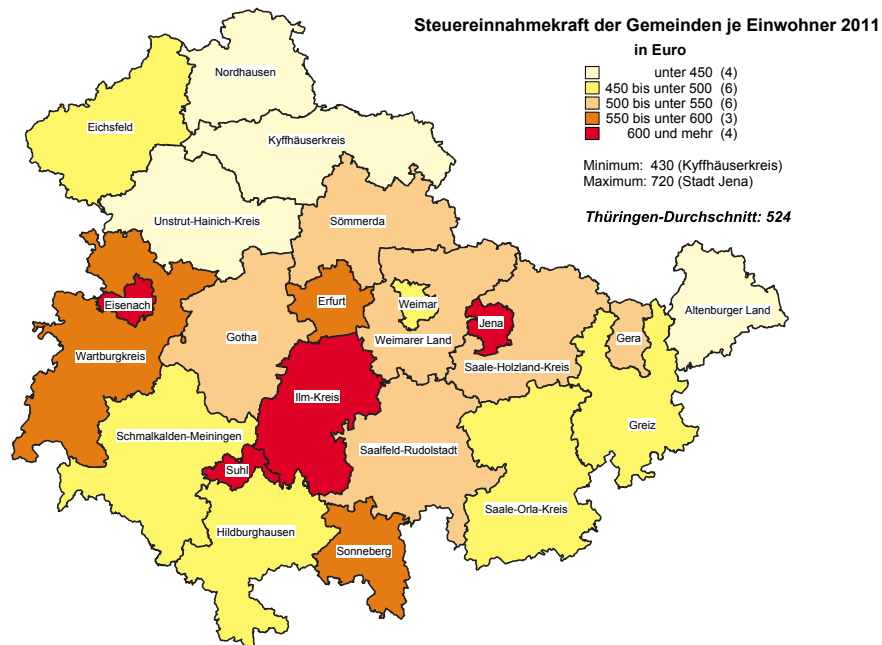 Steuereinnahmekraft der Gemeinden je Einwohner 2011
in Euro
unter 450 (4)
450 bis unter 500 (6)
500 bis unter 550 (6)
550 bis unter 600 (3)
600 und mehr (4)
Minimum: 430 (Kyffhäuserkreis)
Maximum: 720 (Stadt Jena)
Thüringen-Durchschnitt: 524
Nordhausen
Eichsfeld
Kyffhäuserkreis
Unstrut-Hainich-Kreis
Sömmerda
Eisenach
Erfurt
Weimar
Altenburger Land
Jena
Gotha
Weimarer Land
Gera
Wartburgkreis
Saale-Holzland-Kreis
Ilm-Kreis
Greiz
Schmalkalden-Meiningen
Saalfeld-Rudolstadt
Suhl
Saale-Orla-Kreis
Hildburghausen
Sonneberg